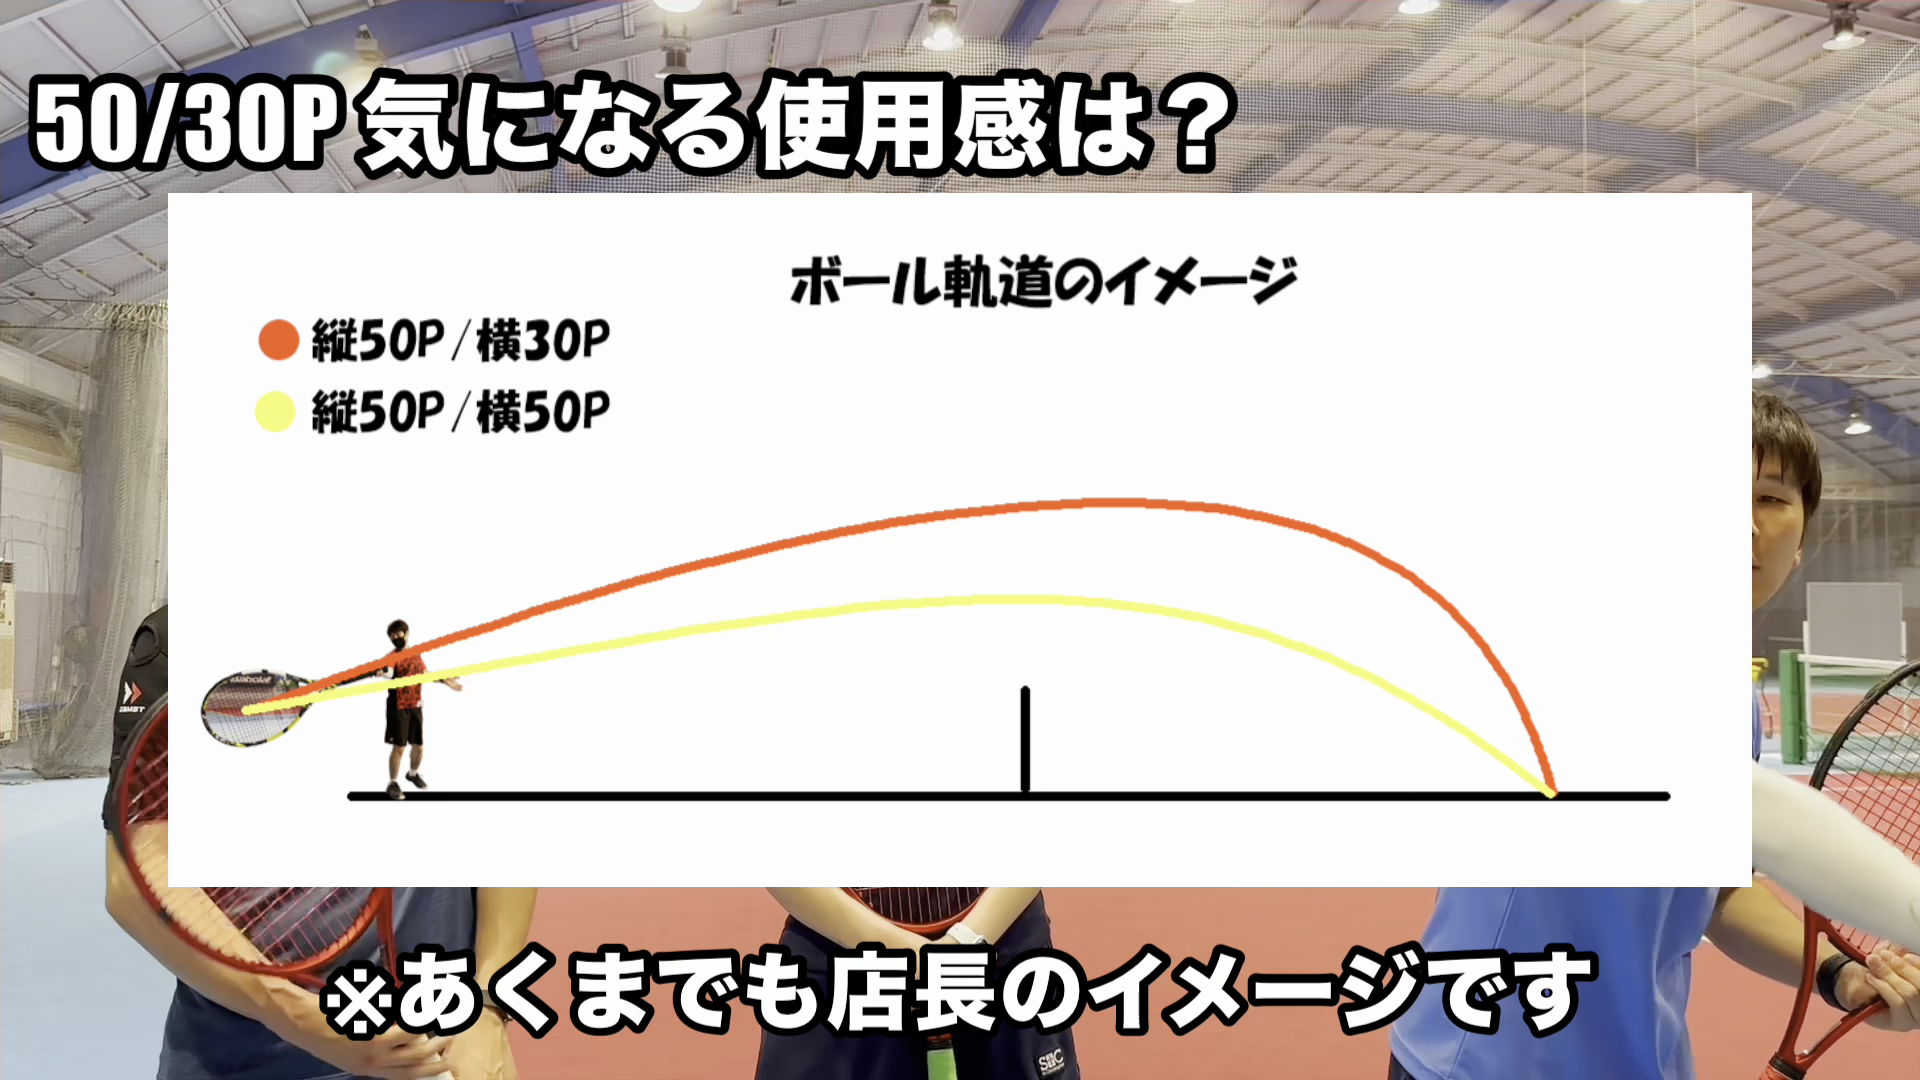 50/30P 気になる使用感は？
ボール軌道のイメージ
縦50P/横30P
縦50P/横50P
babolat
ZAMST
※あくまでも店長のイメージです